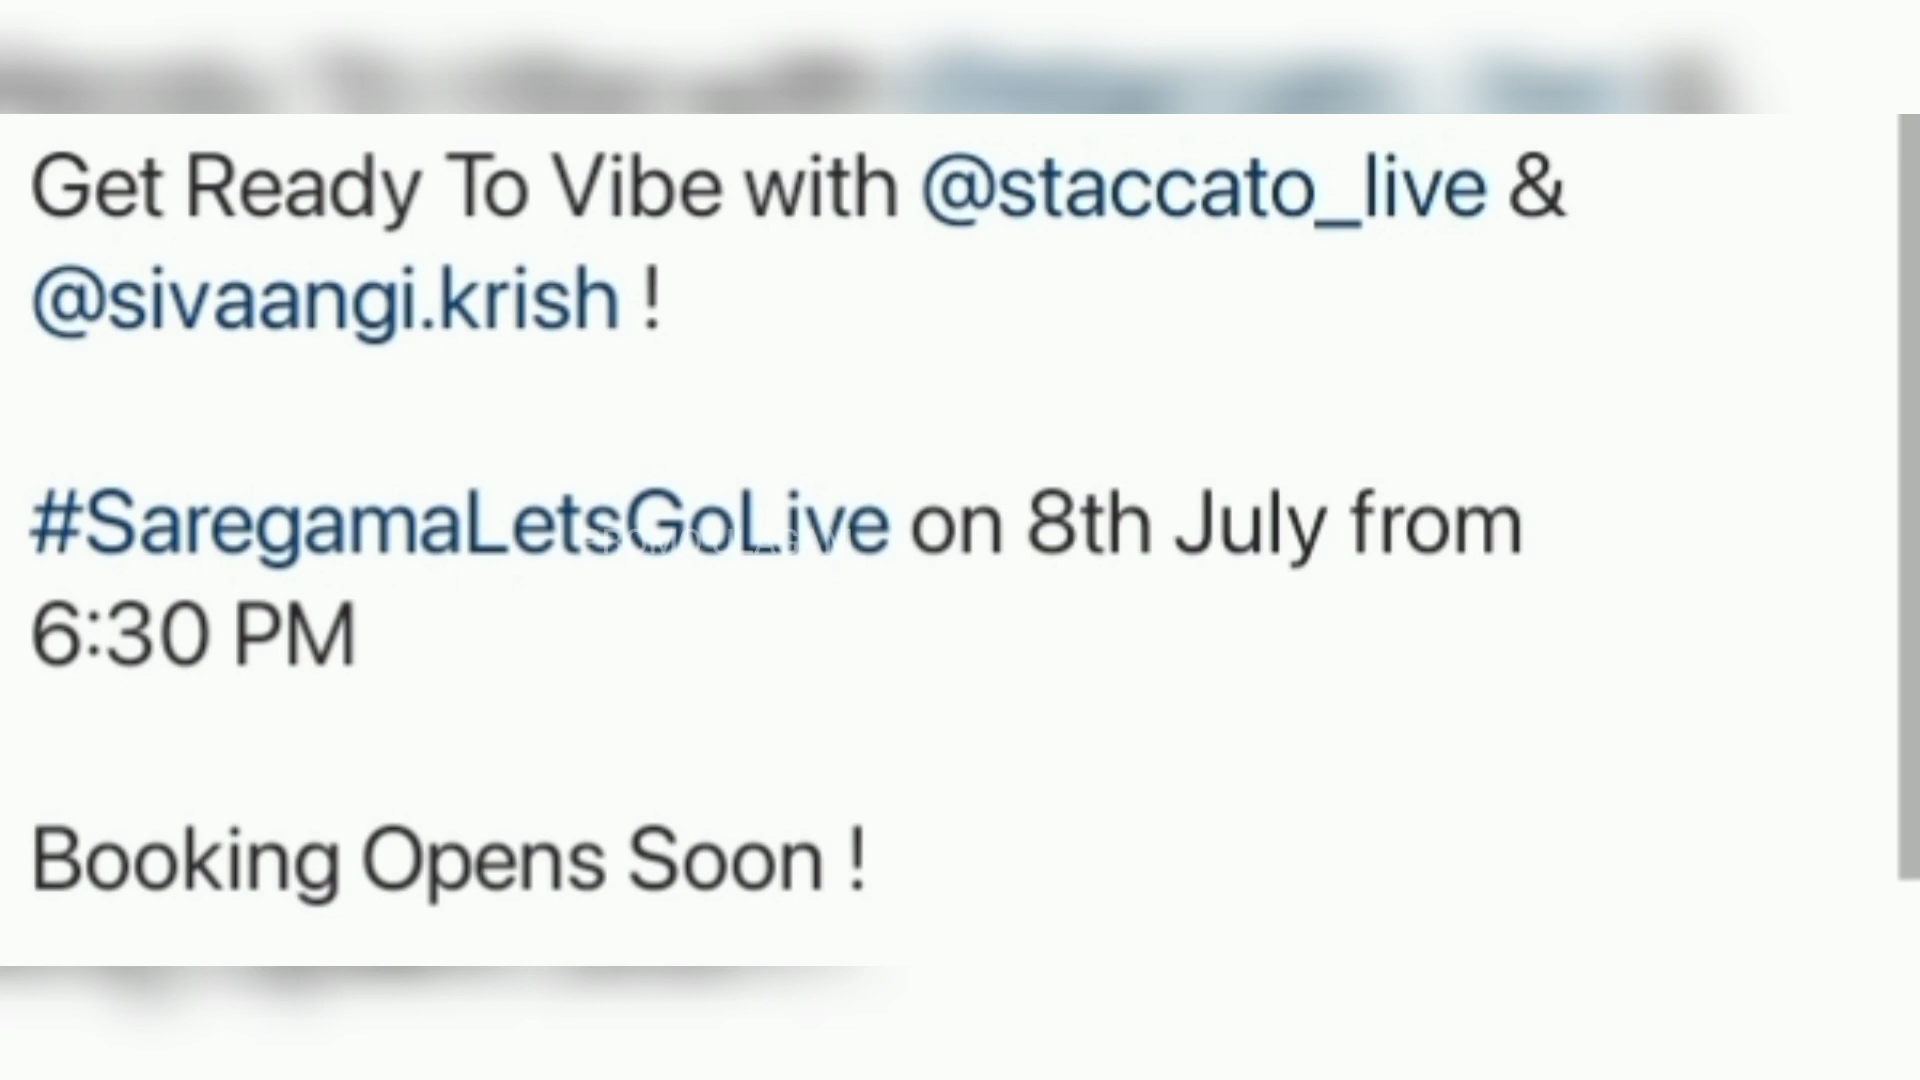 Get Ready To Vibe with @staccato_live &
@sivaangi.krish !
#SaregamaLetsGoLive on 8th July from
6:30 PM
Booking Opens Soon !